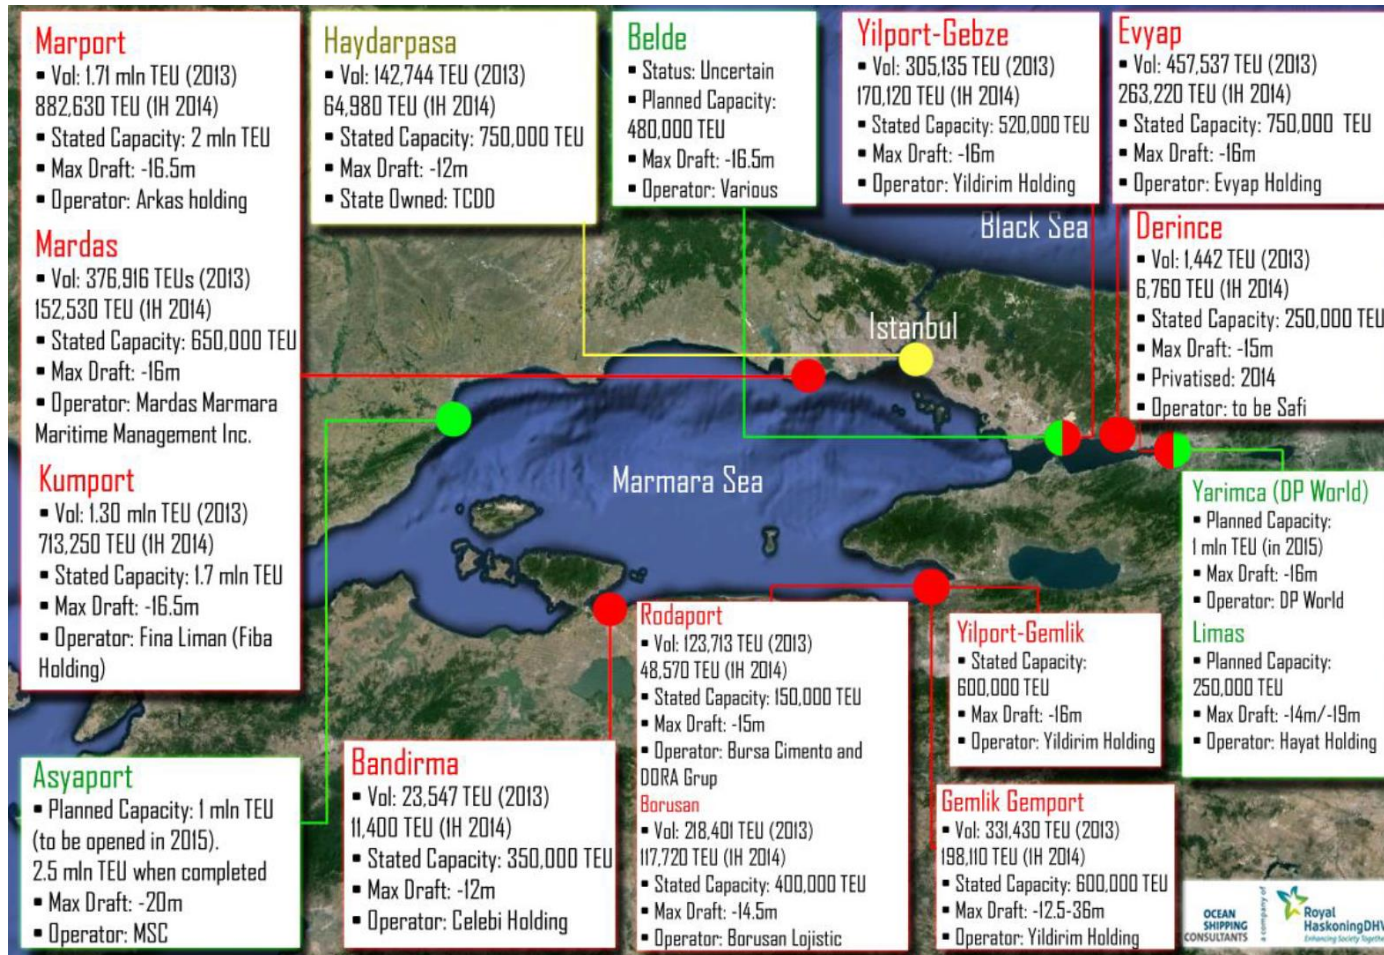 Marport
▪ Vol: 1.71 mln TEU (2013)
882,630 TEU (1H 2014)
▪ Stated Capacity: 2 mln TEU
▪ Max Draft: -16.5m
▪ Operator: Arkas holding
Mardas
▪ Vol: 376,916 TEUs (2013)
152,530 TEU (1H 2014)
▪ Stated Capacity: 650,000 TEU
▪ Max Draft: -16m
▪ Operator: Mardas Marmara
Maritime Management Inc.
Kumport
▪ Vol: 1.30 mln TEU (2013)
713,250 TEU (1H 2014)
▪ Stated Capacity: 1.7 mln TEU
▪ Max Draft: -16.5m
▪ Operator: Fina Liman (Fiba
Holding)
Haydarpasa
▪ Vol: 142,744 TEU (2013)
64,980 TEU (1H 2014)
▪ Stated Capacity: 750,000 TEU
▪ Max Draft: -12m
▪ State Owned: TCDD
Belde
▪ Status: Uncertain
▪ Planned Capacity:
480,000 TEU
▪ Max Draft: -16.5m
▪ Operator: Various
Yilport-Gebze
▪ Vol: 305,135 TEU (2013)
170,120 TEU (1H 2014)
▪ Stated Capacity: 520,000 TEU
▪ Max Draft: -16m
▪ Operator: Yildirim Holding
Evyap
▪ Vol: 457,537 TEU (2013)
263,220 TEU (1H 2014)
▪ Stated Capacity: 750,000 TEU
▪ Max Draft: -16m
▪ Operator: Evyap Holding
Black Sea
Derince
▪ Vol: 1,442 TEU (2013)
6,760 TEU (1H 2014)
▪ Stated Capacity: 250,000 TEU
▪ Max Draft: -15m
▪ Privatised: 2014
▪ Operator: to be Safi
Istanbul
Marmara Sea
Yarimca (DP World)
▪ Planned Capacity:
1 mln TEU (in 2015)
▪ Max Draft: -16m
▪ Operator: DP World
Limas
▪ Planned Capacity:
250,000 TEU
▪ Max Draft: -14m/-19m
▪ Operator: Hayat Holding
Asyaport
▪ Planned Capacity: 1 mln TEU
(to be opened in 2015).
2.5 mln TEU when completed
▪ Max Draft: -20m
▪ Operator: MSC
Bandirma
▪ Vol: 23,547 TEU (2013)
11,400 TEU (1H 2014)
▪ Stated Capacity: 350,000 TEU
▪ Max Draft: -12m
▪ Operator: Celebi Holding
Rodaport
▪ Vol: 123,713 TEU (2013)
48,570 TEU (1H 2014)
▪ Stated Capacity: 150,000 TEU
▪ Max Draft: -15m
▪ Operator: Bursa Cimento and
DORA Grup
Borusan
▪ Vol: 218,401 TEU (2013)
117,720 TEU (1H 2014)
▪ Stated Capacity: 400,000 TEU
▪ Max Draft: -14.5m
▪ Operator: Borusan Lojistic
Yilport-Gemlik
▪ Stated Capacity:
600,000 TEU
▪ Max Draft: -16m
▪ Operator: Yildirim Holding
Gemlik Gemport
▪ Vol: 331,430 TEU (2013)
198,110 TEU (1H 2014)
▪ Stated Capacity: 600,000 TEU
▪ Max Draft: -12.5-36m
▪ Operator: Yildirim Holding
OCEAN
SHIPPING
CONSULTANTS
a company of
Royal
HaskoningDHV
Enhancing Society Together